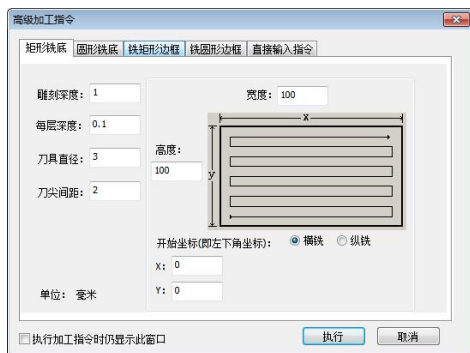 高级加工指令
矩形铣底 圆形铣底 铣矩形边框 铣圆形边框 直接输入指令
雕刻深度: 1
宽度: 100
每层深度: 0.1
X
刀具直径: 3
高度:
100
y
刀尖间距: 2
开始坐标(即左下角坐标): 横铣 纵铣
X: 0
单位: 毫米
Y: 0
执行加工指令时仍显示此窗口
执行 取消